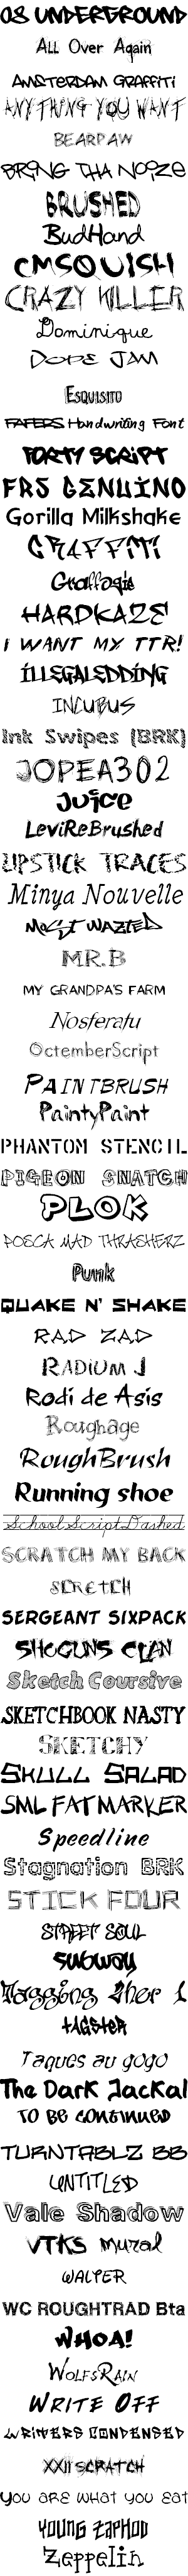 08 UNDERGROUND
All Over Again
AMSTERDAM GRAFFITI
ANYTHING YOU WANT
BEARPAW
BRING THA NOIZE
BRUSHED
BudHand
CMSQUISH
CRAZY KILLER
Dominique
DOPE JAM
ESQUISITO
FAFERS Handwriting Font
FORTY SCRIPT
FRS GENUINO
Gorilla Milkshake
GRAFFITI
Graffogie
HARDKAZE
I WANT MY TTR!
ILLEGALEDDING
INCUBUS
Ink Swipes (BRK)
JOPEA302
Juice
LeviReBrushed
LIPSTICK TRACES
Minya Nouvelle
MOST WAZTED
MR.B
MY GRANDPA'S FARM
Nosferatu
OctemberScript
PAINTBRUSH
PaintyPaint
PHANTOM STENCIL
PIGEON SNATCH
PLOK
POSCA MAD THRASHERZ
Punk
QUAKE N' SHAKE
RAD ZAD
RADIUM J
Rodi de Asis
Roughage
RoughBrush
Running shoe
SchoolScriptDashed
SCRATCH MY BACK
SCRETCH
SERGEANT SIXPACK
SHOGUNS CLAN
Sketch Coursive
SKETCHBOOK NASTY
SKETCHY
SKULL SALAD
SML FAT MARKER
Speedline
Stagnation BRK
STICK FOUR
STREET SOUL
SUBWAY
Tagging Zher 1
TAGSTER
Taques au gogo
The Dark Jackal
TO BE CONTINUED
TURNTABLZ BB
UNTITLED
Vale Shadow
VTKS Mural
WALTER
WC ROUGHTRAD Bta
WHOA!
WOLFSRAIN
WRITE OFF
WRITERS CONDENSED
XXII SCRATCH
YOU ARE WHAT YOU EAT
YOUNG ZAPHOD
Zeppelin